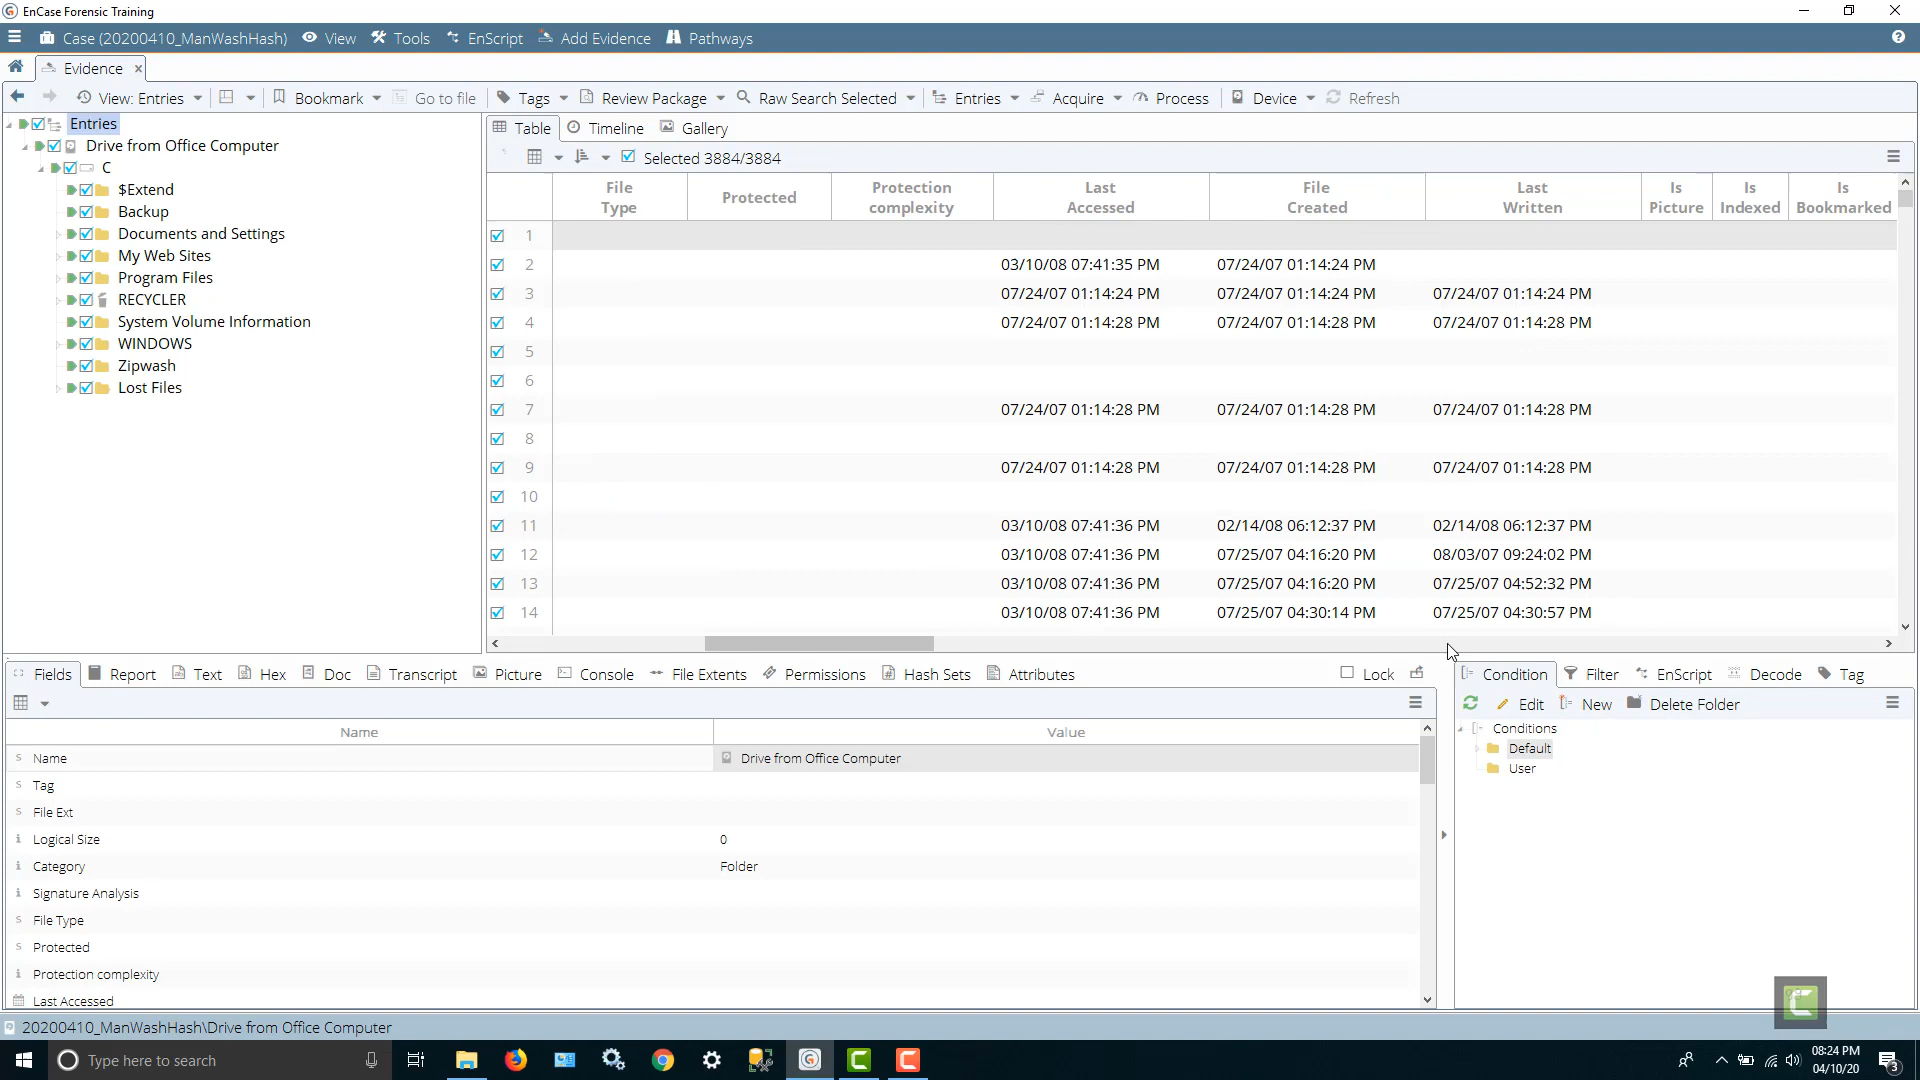 EnCase Forensic Training
Case (20200410_ManWashHash) View Tools EnScript Add Evidence Pathways
Evidence
View: Entries Bookmark Go to file Tags Review Package Raw Search Selected Entries Acquire Process Device Refresh
Entries
Drive from Office Computer
C
$Extend
Backup
Documents and Settings
My Web Sites
Program Files
RECYCLER
System Volume Information
WINDOWS
Zipwash
Lost Files
Table Timeline Gallery
Selected 3884/3884
File Type Protected Protection complexity Last Accessed File Created Last Written Is Picture Is Indexed Is Bookmarked
1
2 03/10/08 07:41:35 PM 07/24/07 01:14:24 PM
3 07/24/07 01:14:24 PM 07/24/07 01:14:24 PM 07/24/07 01:14:24 PM
4 07/24/07 01:14:28 PM 07/24/07 01:14:28 PM 07/24/07 01:14:28 PM
5
6
7 07/24/07 01:14:28 PM 07/24/07 01:14:28 PM 07/24/07 01:14:28 PM
8
9 07/24/07 01:14:28 PM 07/24/07 01:14:28 PM 07/24/07 01:14:28 PM
10
11 03/10/08 07:41:36 PM 02/14/08 06:12:37 PM 02/14/08 06:12:37 PM
12 03/10/08 07:41:36 PM 07/25/07 04:16:20 PM 08/03/07 09:24:02 PM
13 03/10/08 07:41:36 PM 07/25/07 04:16:20 PM 07/25/07 04:52:32 PM
14 03/10/08 07:41:36 PM 07/25/07 04:30:14 PM 07/25/07 04:30:57 PM
Fields Report Text Hex Doc Transcript Picture Console File Extents Permissions Hash Sets Attributes Lock
Name Value
Name Drive from Office Computer
Tag
File Ext
Logical Size 0
Category Folder
Signature Analysis
File Type
Protected
Protection complexity
Last Accessed
Condition Filter EnScript Decode Tag
Edit New Delete Folder
Conditions
Default
User
20200410_ManWashHash\Drive from Office Computer
Type here to search
08:24 PM
04/10/20
3